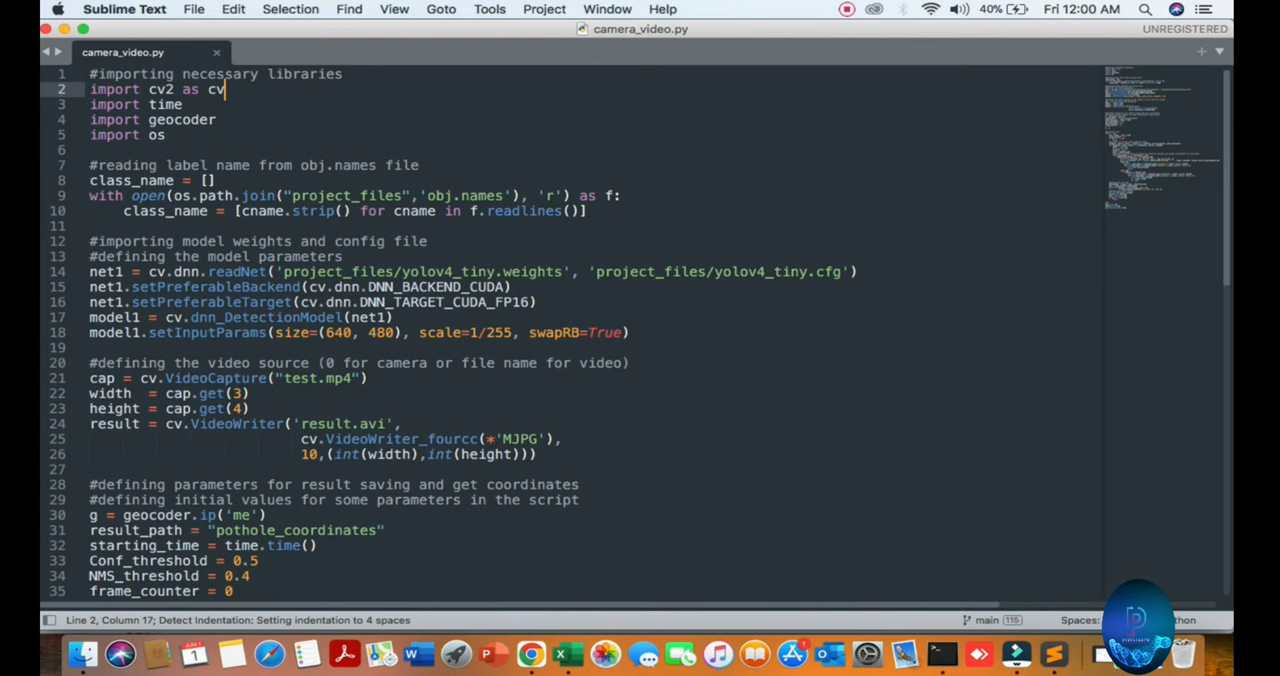 Sublime Text File Edit Selection Find View Goto Tools Project Window Help 40% Fri 12:00 AM
camera_video.py UNREGISTERED
camera_video.py ×
1 #importing necessary libraries
2 import cv2 as cv
3 import time
4 import geocoder
5 import os
6
7 #reading label name from obj.names file
8 class_name = []
9 with open(os.path.join("project_files",'obj.names'), 'r') as f:
10 class_name = [cname.strip() for cname in f.readlines()]
11
12 #importing model weights and config file
13 #defining the model parameters
14 net1 = cv.dnn.readNet('project_files/yolov4_tiny.weights', 'project_files/yolov4_tiny.cfg')
15 net1.setPreferableBackend(cv.dnn.DNN_BACKEND_CUDA)
16 net1.setPreferableTarget(cv.dnn.DNN_TARGET_CUDA_FP16)
17 model1 = cv.dnn_DetectionModel(net1)
18 model1.setInputParams(size=(640, 480), scale=1/255, swapRB=True)
19
20 #defining the video source (0 for camera or file name for video)
21 cap = cv.VideoCapture("test.mp4")
22 width  = cap.get(3)
23 height = cap.get(4)
24 result = cv.VideoWriter('result.avi',
25 cv.VideoWriter_fourcc(*'MJPG'),
26 10,(int(width),int(height)))
27
28 #defining parameters for result saving and get coordinates
29 #defining initial values for some parameters in the script
30 g = geocoder.ip('me')
31 result_path = "pothole_coordinates"
32 starting_time = time.time()
33 Conf_threshold = 0.5
34 NMS_threshold = 0.4
35 frame_counter = 0
Line 2, Column 17; Detect Indentation: Setting indentation to 4 spaces main 115 Spaces: